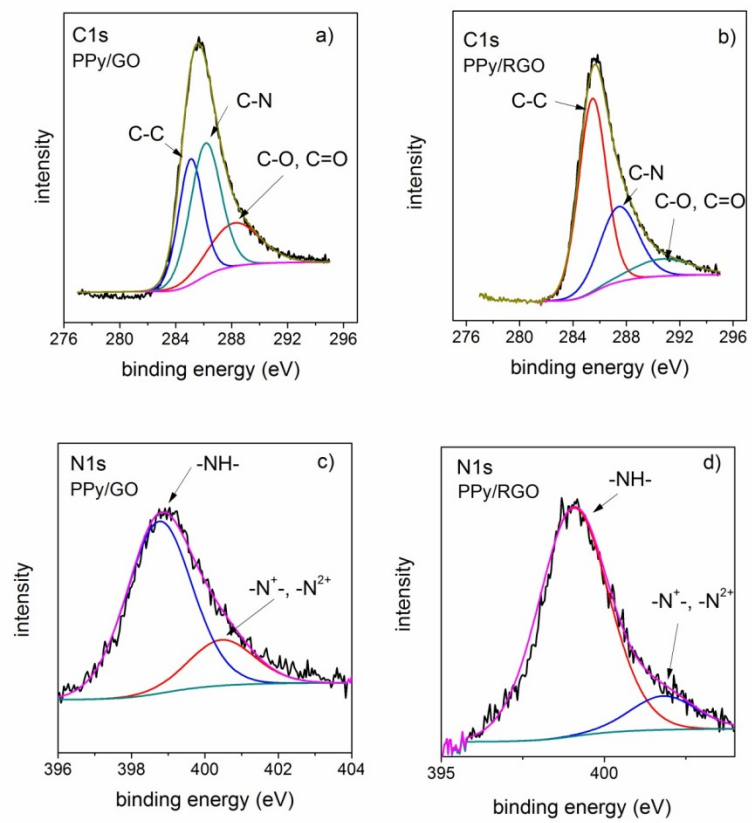 C1s
PPy/GO
a)
C-N
C-C
C-O, C=O
intensity
276 280 284 288 292 296
binding energy (eV)
C1s
PPy/RGO
b)
C-C
C-N
C-O, C=O
intensity
276 280 284 288 292 296
binding energy (eV)
N1s
PPy/GO
c)
-NH-
-N⁺-, -N²⁺
intensity
396 398 400 402 404
binding energy (eV)
N1s
PPy/RGO
d)
-NH-
-N⁺-, -N²⁺
intensity
395 400
binding energy (eV)